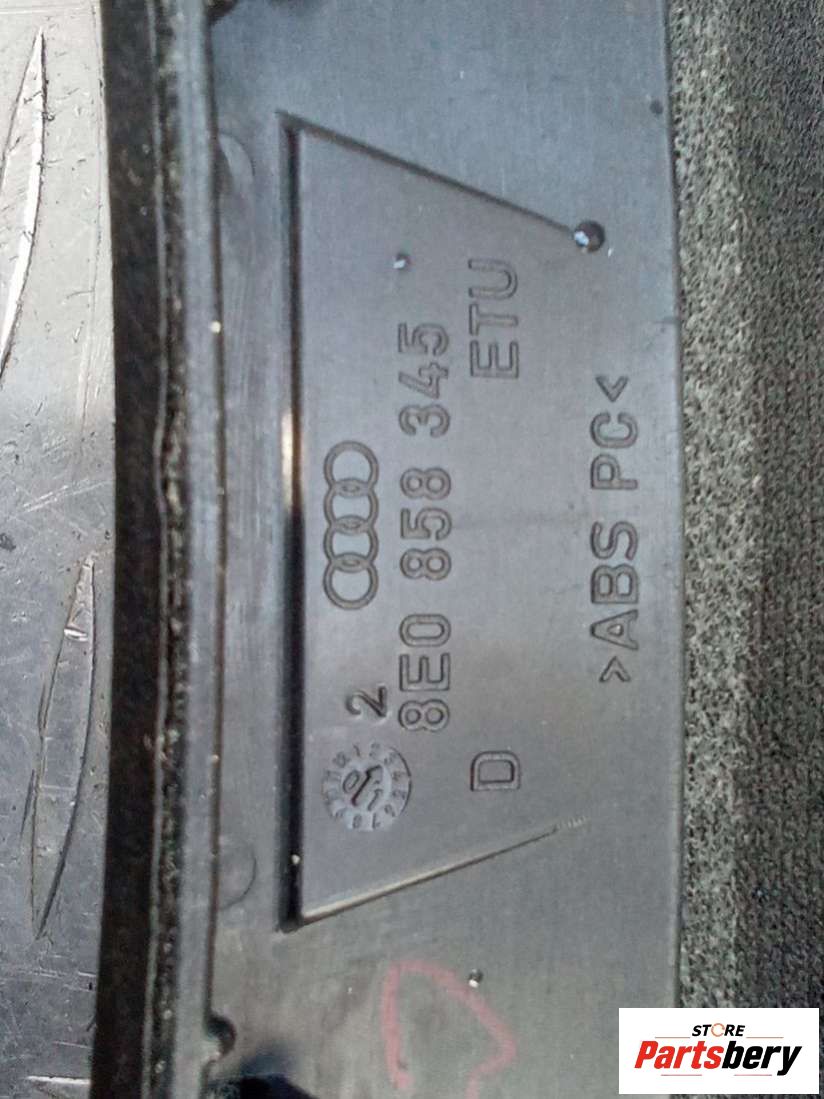 2
8E0 858 345
D ETU
>ABS PC<
STORE
Partsbery